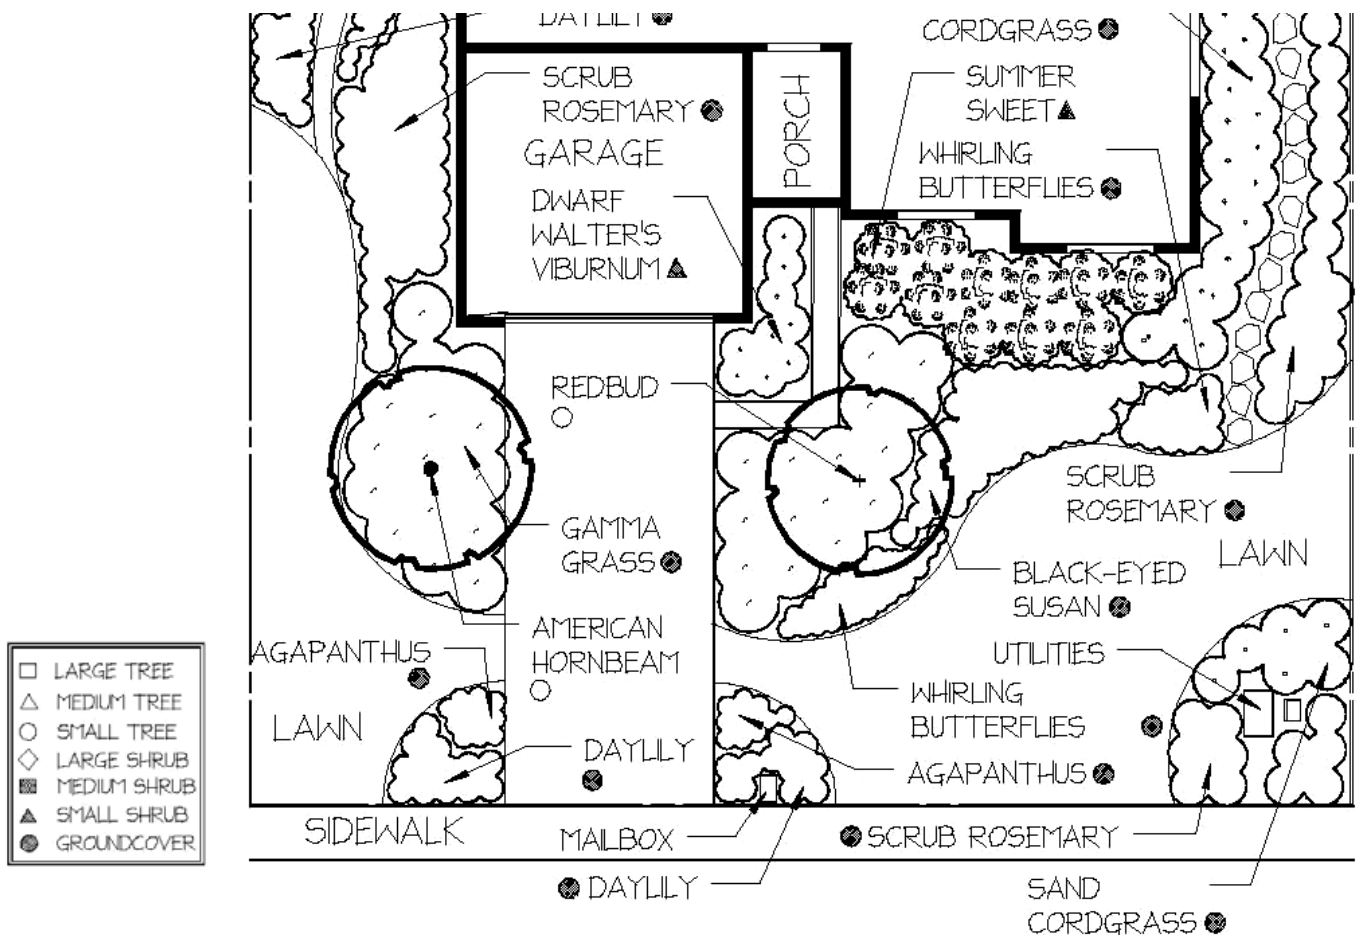 DAYLILY
CORDGRASS
SCRUB
ROSEMARY
GARAGE
DWARF
WALTER'S
VIBURNUM
PORCH
SUMMER
SWEET
WHIRLING
BUTTERFLIES
REDBUD
GAMMA
GRASS
AMERICAN
HORNBEAM
SCRUB
ROSEMARY
LAWN
BLACK-EYED
SUSAN
UTILITIES
WHIRLING
BUTTERFLIES
AGAPANTHUS
AGAPANTHUS
LAWN
DAYLILY
SIDEWALK
MAILBOX
SCRUB ROSEMARY
DAYLILY
SAND
CORDGRASS
LARGE TREE
MEDIUM TREE
SMALL TREE
LARGE SHRUB
MEDIUM SHRUB
SMALL SHRUB
GROUNDCOVER